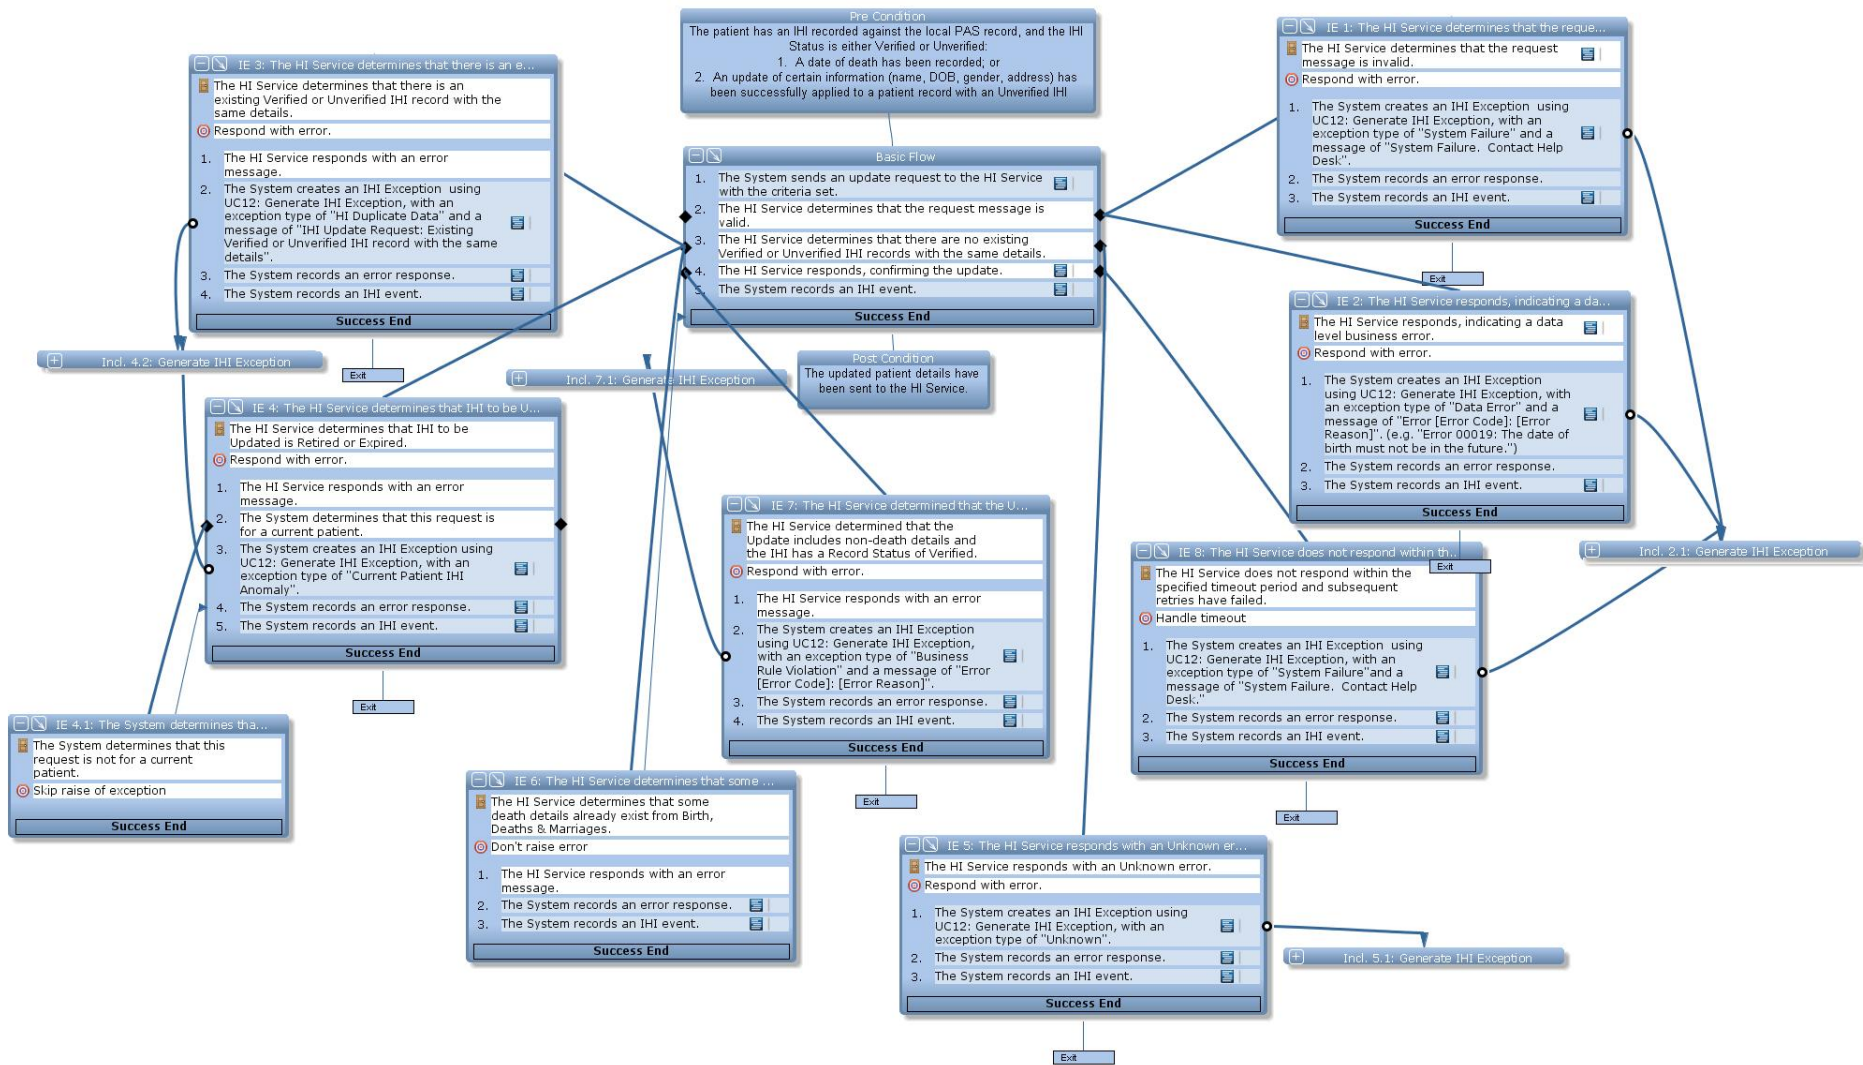 Pre Condition
The patient has an IHI recorded against the local PAS record, and the IHI
Status is either Verified or Unverified:
1. A date of death has been recorded; or
2. An update of certain information (name, DOB, gender, address) has
been successfully applied to a patient record with an Unverified IHI
IE 3: The HI Service determines that there is an e...
The HI Service determines that there is an
existing Verified or Unverified IHI record with the
same details.
Respond with error.
1. The HI Service responds with an error
message.
2. The System creates an IHI Exception using
UC12: Generate IHI Exception, with an
exception type of "HI Duplicate Data" and a
message of "IHI Update Request: Existing
Verified or Unverified IHI record with the same
details".
3. The System records an error response.
4. The System records an IHI event.
Success End
Exit
Incl. 4.2: Generate IHI Exception
Basic Flow
1. The System sends an update request to the HI Service
with the criteria set.
2. The HI Service determines that the request message is
valid.
3. The HI Service determines that there are no existing
Verified or Unverified IHI records with the same details.
4. The HI Service responds, confirming the update.
5. The System records an IHI event.
Success End
Post Condition
The updated patient details have
been sent to the HI Service.
Incl. 7.1: Generate IHI Exception
IE 1: The HI Service determines that the reque...
The HI Service determines that the request
message is invalid.
Respond with error.
1. The System creates an IHI Exception using
UC12: Generate IHI Exception, with an
exception type of "System Failure" and a
message of "System Failure. Contact Help
Desk".
2. The System records an error response.
3. The System records an IHI event.
Success End
Exit
IE 2: The HI Service responds, indicating a da...
The HI Service responds, indicating a data
level business error.
Respond with error.
1. The System creates an IHI Exception
using UC12: Generate IHI Exception, with
an exception type of "Data Error" and a
message of "Error [Error Code]: [Error
Reason]". (e.g. "Error 00019: The date of
birth must not be in the future.")
2. The System records an error response.
3. The System records an IHI event.
Success End
Exit
Incl. 2.1: Generate IHI Exception
IE 4: The HI Service determines that IHI to be U...
The HI Service determines that IHI to be
Updated is Retired or Expired.
Respond with error.
1. The HI Service responds with an error
message.
2. The System determines that this request is
for a current patient.
3. The System creates an IHI Exception using
UC12: Generate IHI Exception, with an
exception type of "Current Patient IHI
Anomaly".
4. The System records an error response.
5. The System records an IHI event.
Success End
Exit
IE 4.1: The System determines tha...
The System determines that this
request is not for a current
patient.
Skip raise of exception
Success End
IE 7: The HI Service determined that the U...
The HI Service determined that the
Update includes non-death details and
the IHI has a Record Status of Verified.
Respond with error.
1. The HI Service responds with an error
message.
2. The System creates an IHI Exception
using UC12: Generate IHI Exception,
with an exception type of "Business
Rule Violation" and a message of "Error
[Error Code]: [Error Reason]".
3. The System records an error response.
4. The System records an IHI event.
Success End
Exit
IE 8: The HI Service does not respond within th...
The HI Service does not respond within the
specified timeout period and subsequent
retries have failed.
Handle timeout
1. The System creates an IHI Exception using
UC12: Generate IHI Exception, with an
exception type of "System Failure"and a
message of "System Failure. Contact Help
Desk."
2. The System records an error response.
3. The System records an IHI event.
Success End
Exit
IE 6: The HI Service determines that some ...
The HI Service determines that some
death details already exist from Birth,
Deaths & Marriages.
Don't raise error
1. The HI Service responds with an error
message.
2. The System records an error response.
3. The System records an IHI event.
Success End
IE 5: The HI Service responds with an Unknown er...
The HI Service responds with an Unknown error.
Respond with error.
1. The System creates an IHI Exception using
UC12: Generate IHI Exception, with an
exception type of "Unknown".
2. The System records an error response.
3. The System records an IHI event.
Success End
Exit
Incl. 5.1: Generate IHI Exception